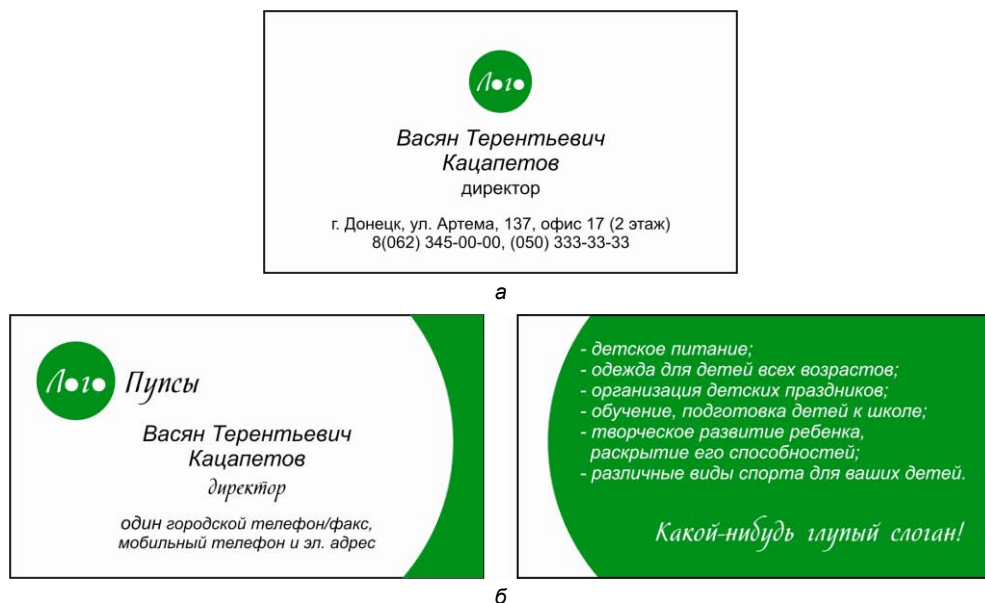 Лого
Васян Терентьевич
Кацапетов
директор
г. Донецк, ул. Артема, 137, офис 17 (2 этаж)
8(062) 345-00-00, (050) 333-33-33
а
Лого Пупсы
Васян Терентьевич
Кацапетов
директор
один городской телефон/факс,
мобильный телефон и эл. адрес
- детское питание;
- одежда для детей всех возрастов;
- организация детских праздников;
- обучение, подготовка детей к школе;
- творческое развитие ребенка,
раскрытие его способностей;
- различные виды спорта для ваших детей.
Какой-нибудь глупый слоган!
б